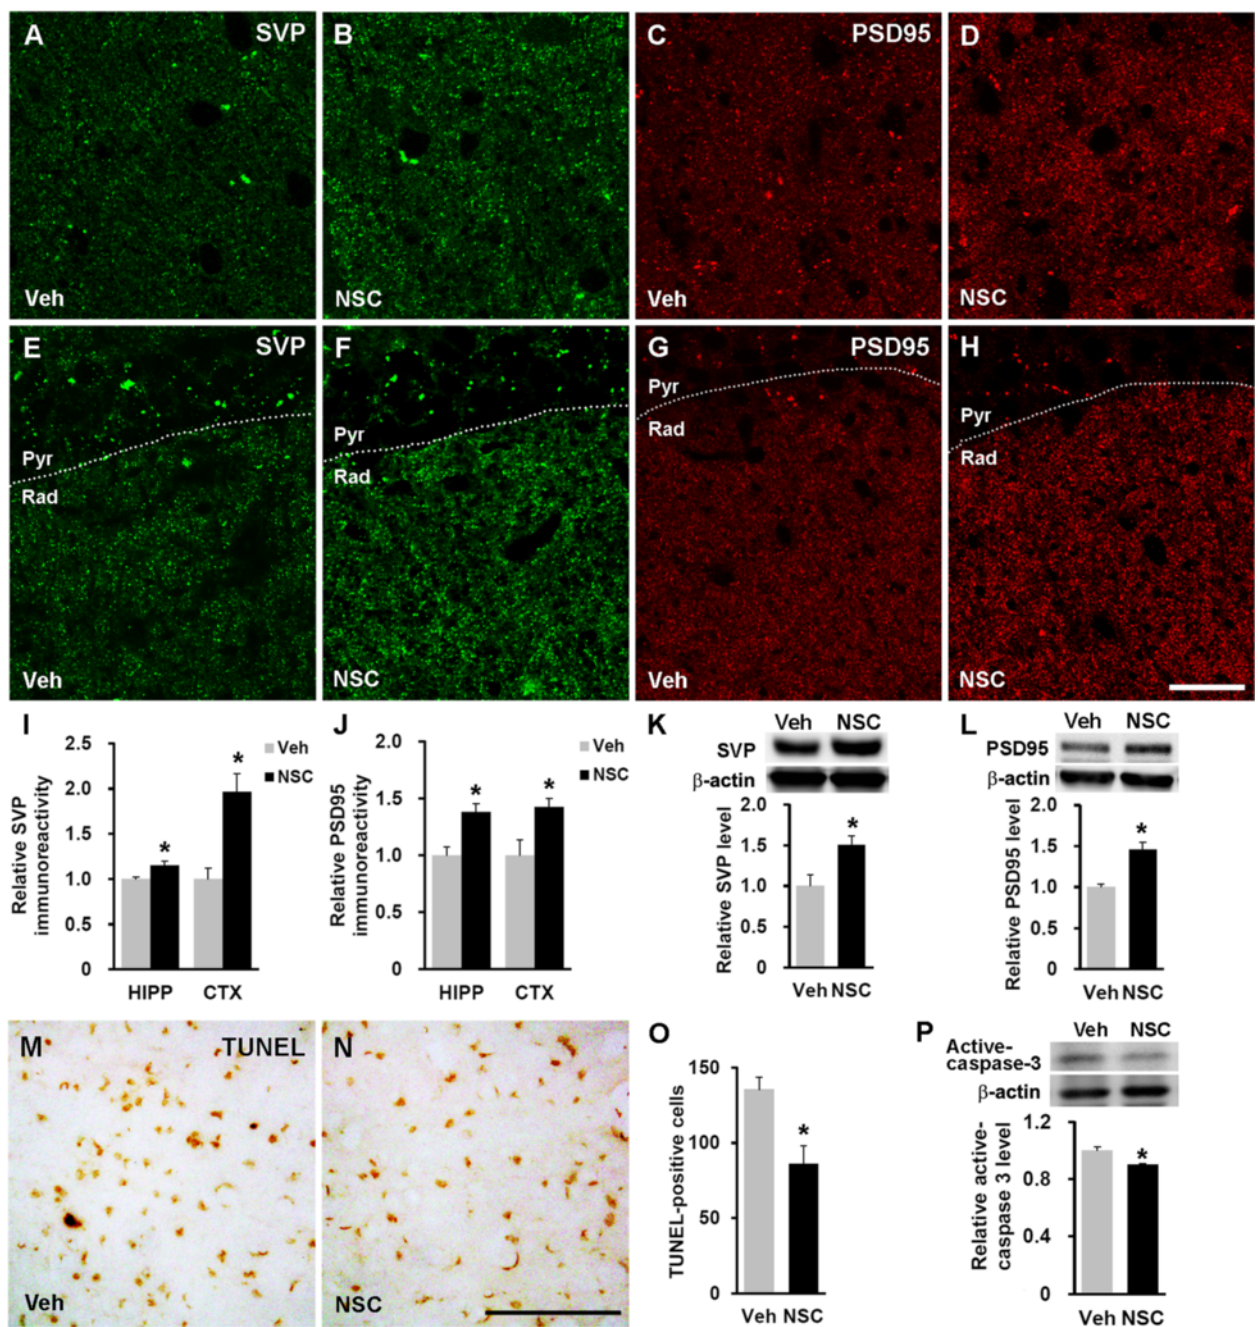 A SVP B C PSD95 D
Veh NSC Veh NSC
E SVP F G PSD95 H
Pyr Pyr Pyr Pyr
Rad Rad Rad Rad
Veh NSC Veh NSC
I
2.5
2.0
1.5
1.0
0.5
0
Relative SVP
immunoreactivity
Veh
NSC
*
*
HIPP CTX
J
2.0
1.5
1.0
0.5
0
Relative PSD95
immunoreactivity
Veh
NSC
*
*
HIPP CTX
K
Veh NSC
SVP
β-actin
2.0
1.5
1.0
0.5
0
Relative SVP level
*
Veh NSC
L
Veh NSC
PSD95
β-actin
2.0
1.5
1.0
0.5
0
Relative PSD95 level
*
Veh NSC
M TUNEL N
Veh NSC
O
150
100
50
0
TUNEL-positive cells
*
Veh NSC
P
Veh NSC
Active-
caspase-3
β-actin
1.2
0.8
0.4
0
Relative active-
caspase 3 level
*
Veh NSC